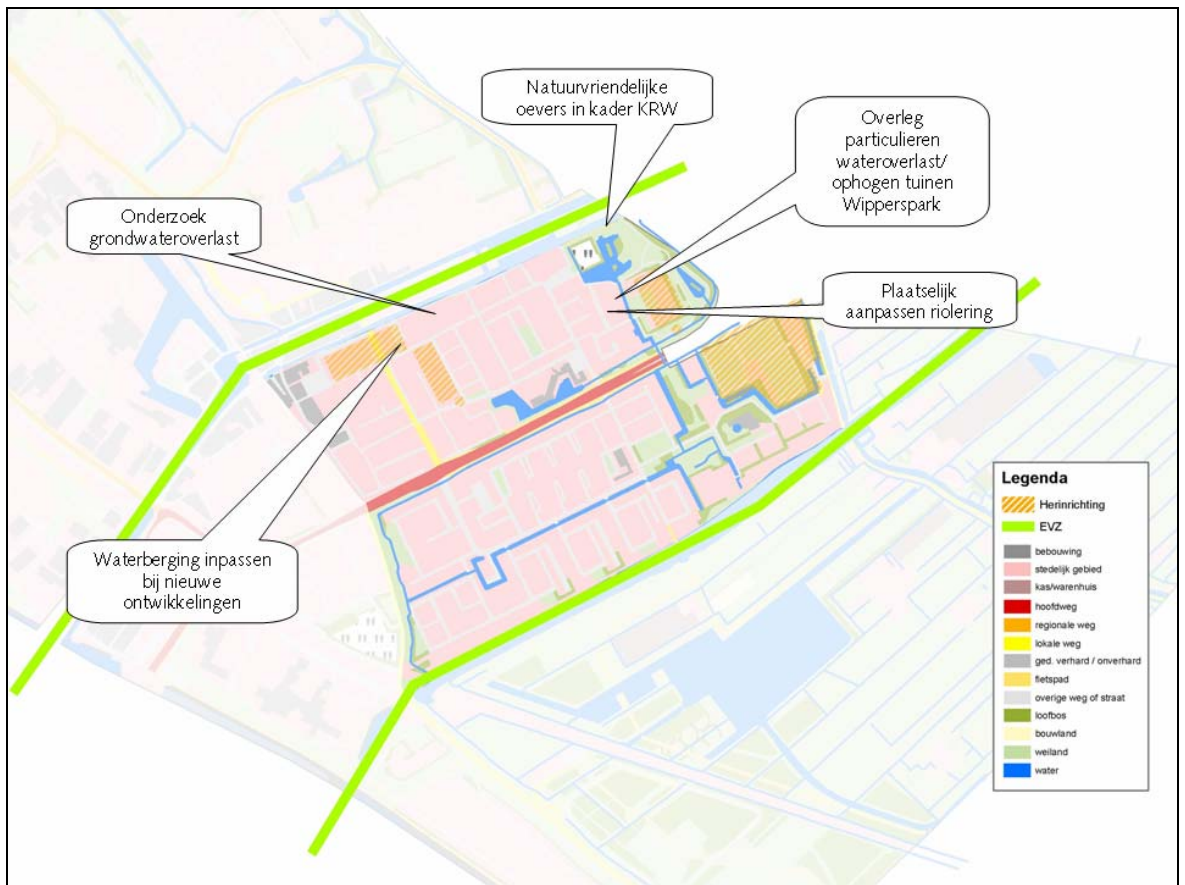 Natuurvriendelijke
oevers in kader KRW
Overleg
particulieren
wateroverlast/
ophogen tuinen
Wipperspark
Onderzoek
grondwateroverlast
Plaatselijk
aanpassen riolering
Waterberging inpassen
bij nieuwe
ontwikkelingen
Legenda
Herinrichting
EVZ
bebouwing
stedelijk gebied
kas/warenhuis
hoofdweg
regionale weg
lokale weg
ged. verhard / onverhard
fietspad
overige weg of straat
loofbos
bouwland
weiland
water